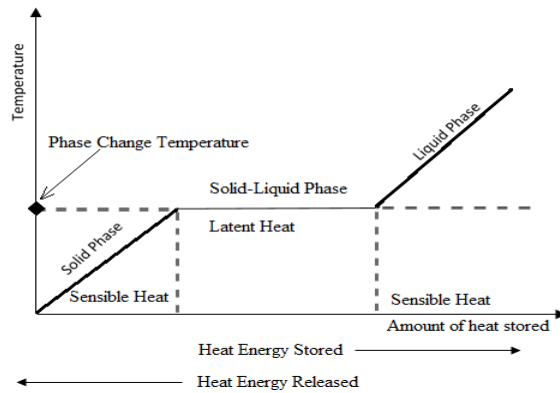 Temperature
Phase Change Temperature
Liquid Phase
Solid-Liquid Phase
Latent Heat
Solid Phase
Sensible Heat
Sensible Heat
Amount of heat stored
Heat Energy Stored
Heat Energy Released